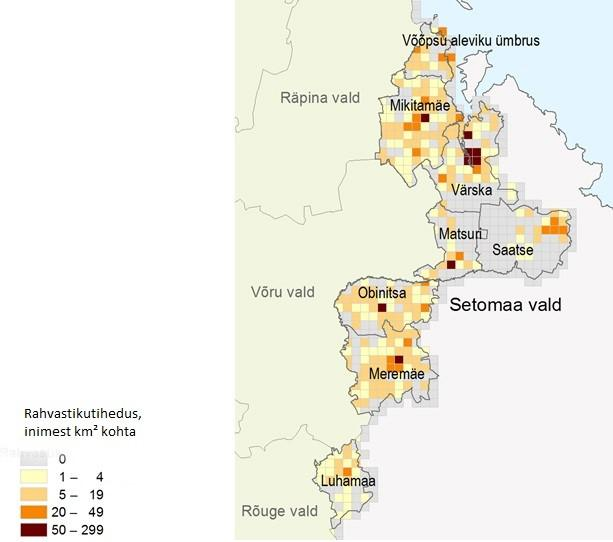 Võõpsu aleviku ümbrus
Räpina vald
Mikitamäe
Värska
Matsuri
Saatse
Võru vald
Obinitsa
Setomaa vald
Meremäe
Luhamaa
Rõuge vald
Rahvastikutihedus,
inimest km² kohta
0
1 – 4
5 – 19
20 – 49
50 – 299